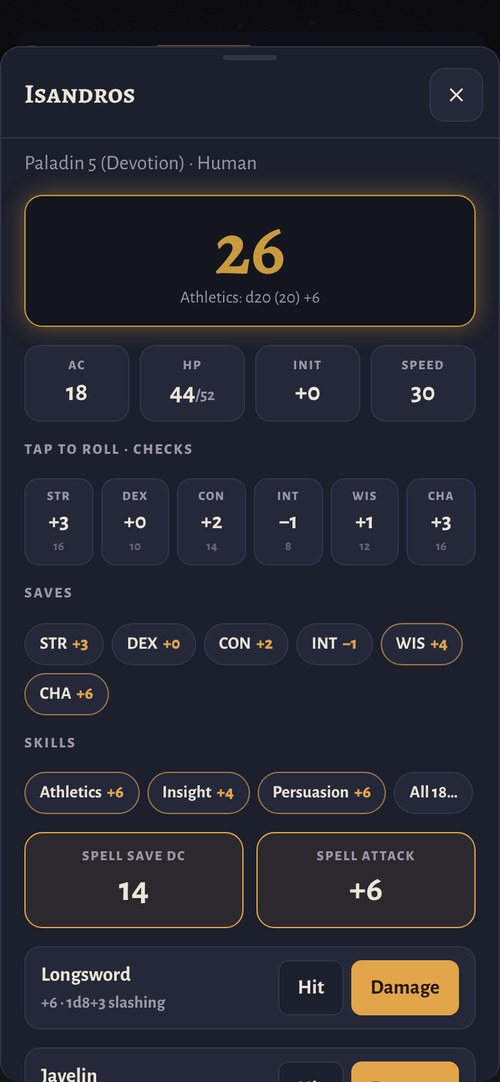 Isandros
Paladin 5 (Devotion) · Human
26
Athletics: d20 (20) +6
AC HP INIT SPEED
18 44/52 +0 30
TAP TO ROLL · CHECKS
STR DEX CON INT WIS CHA
+3 +0 +2 −1 +1 +3
16 10 14 8 12 16
SAVES
STR +3 DEX +0 CON +2 INT −1 WIS +4
CHA +6
SKILLS
Athletics +6 Insight +4 Persuasion +6 All 18…
SPELL SAVE DC SPELL ATTACK
14 +6
Longsword
+6 · 1d8+3 slashing
Hit Damage
Javelin